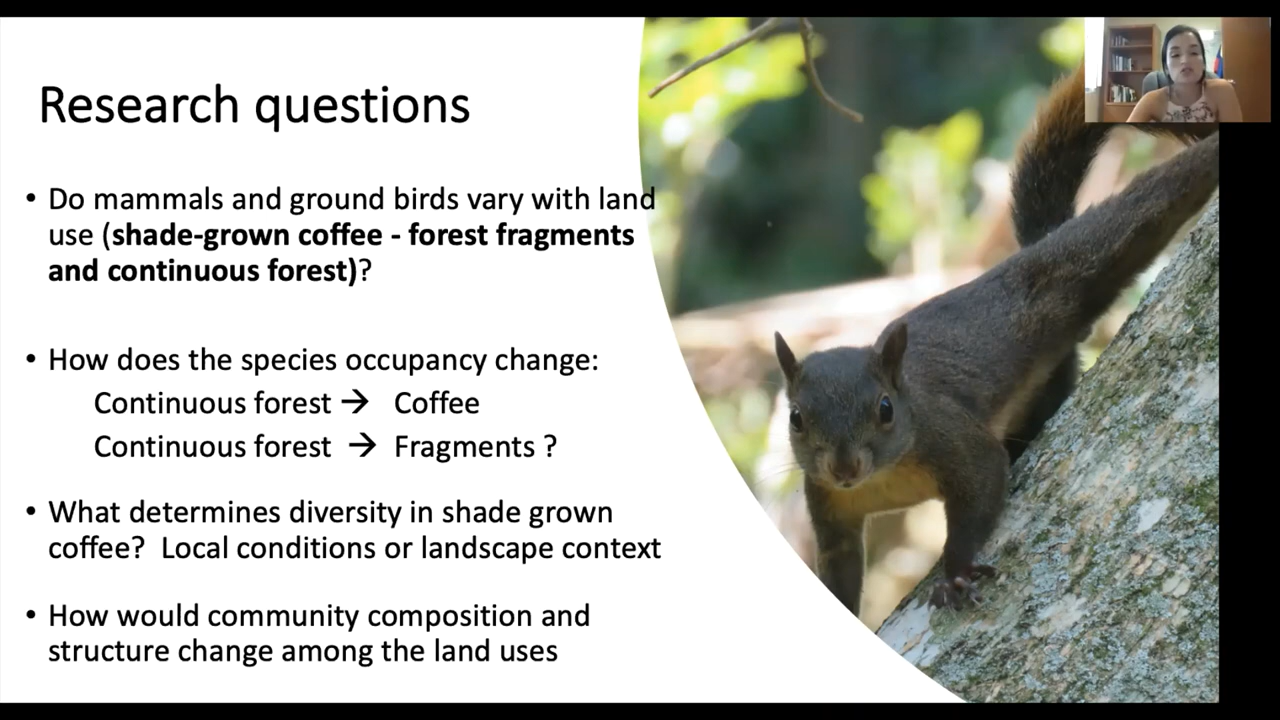 Research questions
• Do mammals and ground birds vary with land
use (shade-grown coffee - forest fragments
and continuous forest)?
• How does the species occupancy change:
Continuous forest → Coffee
Continuous forest → Fragments ?
• What determines diversity in shade grown
coffee? Local conditions or landscape context
• How would community composition and
structure change among the land uses